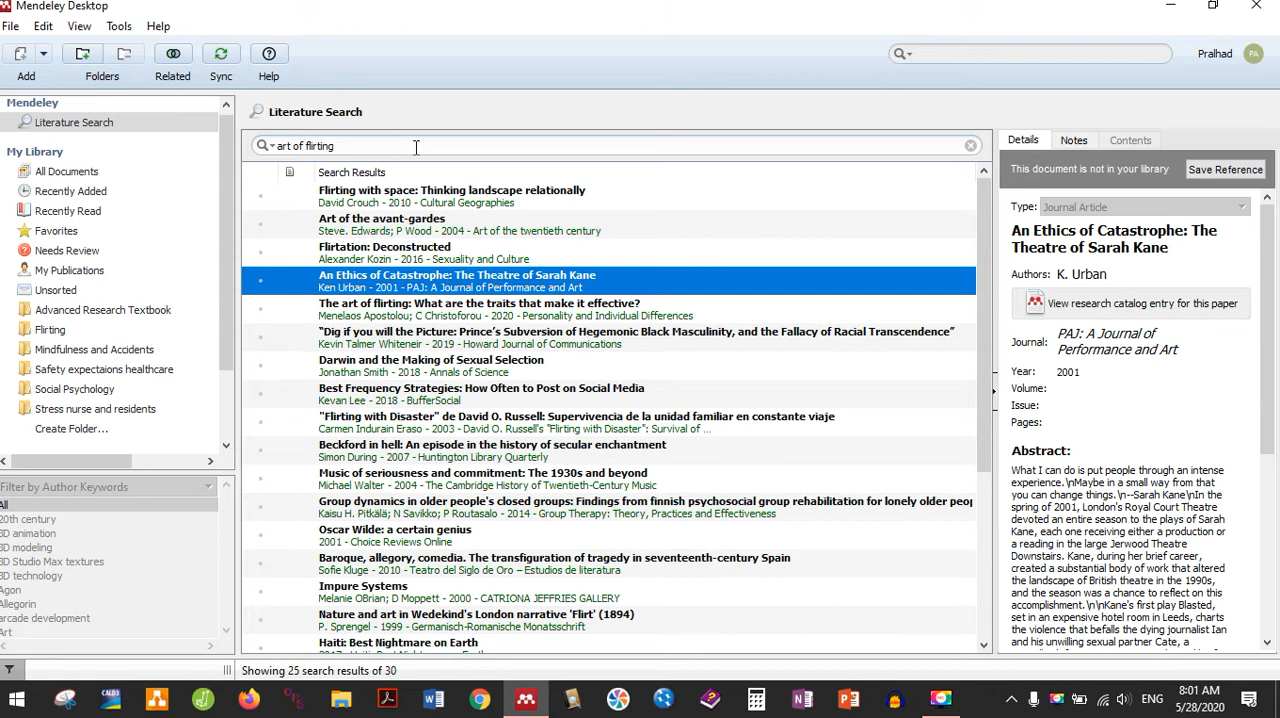 Mendeley Desktop
File Edit View Tools Help
Pralhad PA
Add Folders Related Sync Help
Mendeley
Literature Search
My Library
All Documents
Recently Added
Recently Read
Favorites
Needs Review
My Publications
Unsorted
Advanced Research Textbook
Flirting
Mindfulness and Accidents
Safety expectaions healthcare
Social Psychology
Stress nurse and residents
Create Folder...
Filter by Author Keywords
All
20th century
3D animation
3D modeling
3D Studio Max textures
3D technology
Agon
Allegorin
arcade development
Art
Literature Search
art of flirting
Search Results
Flirting with space: Thinking landscape relationally
David Crouch - 2010 - Cultural Geographies
Art of the avant-gardes
Steve. Edwards; P Wood - 2004 - Art of the twentieth century
Flirtation: Deconstructed
Alexander Kozin - 2016 - Sexuality and Culture
An Ethics of Catastrophe: The Theatre of Sarah Kane
Ken Urban - 2001 - PAJ: A Journal of Performance and Art
The art of flirting: What are the traits that make it effective?
Menelaos Apostolou; C Christoforou - 2020 - Personality and Individual Differences
“Dig if you will the Picture: Prince’s Subversion of Hegemonic Black Masculinity, and the Fallacy of Racial Transcendence”
Kevin Talmer Whiteneir - 2019 - Howard Journal of Communications
Darwin and the Making of Sexual Selection
Jonathan Smith - 2018 - Annals of Science
Best Frequency Strategies: How Often to Post on Social Media
Kevan Lee - 2018 - BufferSocial
"Flirting with Disaster" de David O. Russell: Supervivencia de la unidad familiar en constante viaje
Carmen Indurain Eraso - 2003 - David O. Russell's "Flirting with Disaster": Survival of ...
Beckford in hell: An episode in the history of secular enchantment
Simon During - 2007 - Huntington Library Quarterly
Music of seriousness and commitment: The 1930s and beyond
Michael Walter - 2004 - The Cambridge History of Twentieth-Century Music
Group dynamics in older people's closed groups: Findings from finnish psychosocial group rehabilitation for lonely older peop
Kaisu H. Pitkälä; N Savikko; P Routasalo - 2014 - Group Therapy: Theory, Practices and Effectiveness
Oscar Wilde: a certain genius
2001 - Choice Reviews Online
Baroque, allegory, comedia. The transfiguration of tragedy in seventeenth-century Spain
Sofie Kluge - 2010 - Teatro del Siglo de Oro – Estudios de literatura
Impure Systems
Melanie OBrian; D Moppett - 2000 - CATRIONA JEFFRIES GALLERY
Nature and art in Wedekind's London narrative 'Flirt' (1894)
P. Sprengel - 1999 - Germanisch-Romanische Monatsschrift
Haiti: Best Nightmare on Earth
Showing 25 search results of 30
Details Notes Contents
This document is not in your library Save Reference
Type: Journal Article
An Ethics of Catastrophe: The
Theatre of Sarah Kane
Authors: K. Urban
View research catalog entry for this paper
Journal: PAJ: A Journal of
Performance and Art
Year: 2001
Volume:
Issue:
Pages:
Abstract:
What I can do is put people through an intense
experience.\nMaybe in a small way from that
you can change things.\n--Sarah Kane\nIn the
spring of 2001, London's Royal Court Theatre
devoted an entire season to the plays of Sarah
Kane, each one receiving either a production
or a reading in the large Jerwood Theatre
Downstairs. Kane, during her brief career,
created a substantial body of work that altered
the landscape of British theatre in the 1990s,
and the season was a chance to reflect on this
accomplishment.\n\nKane's first play Blasted,
set in an expensive hotel room in Leeds, charts
the violence that befalls the dying journalist Ian
and his unwilling sexual partner Cate, a
ENG 8:01 AM
5/28/2020